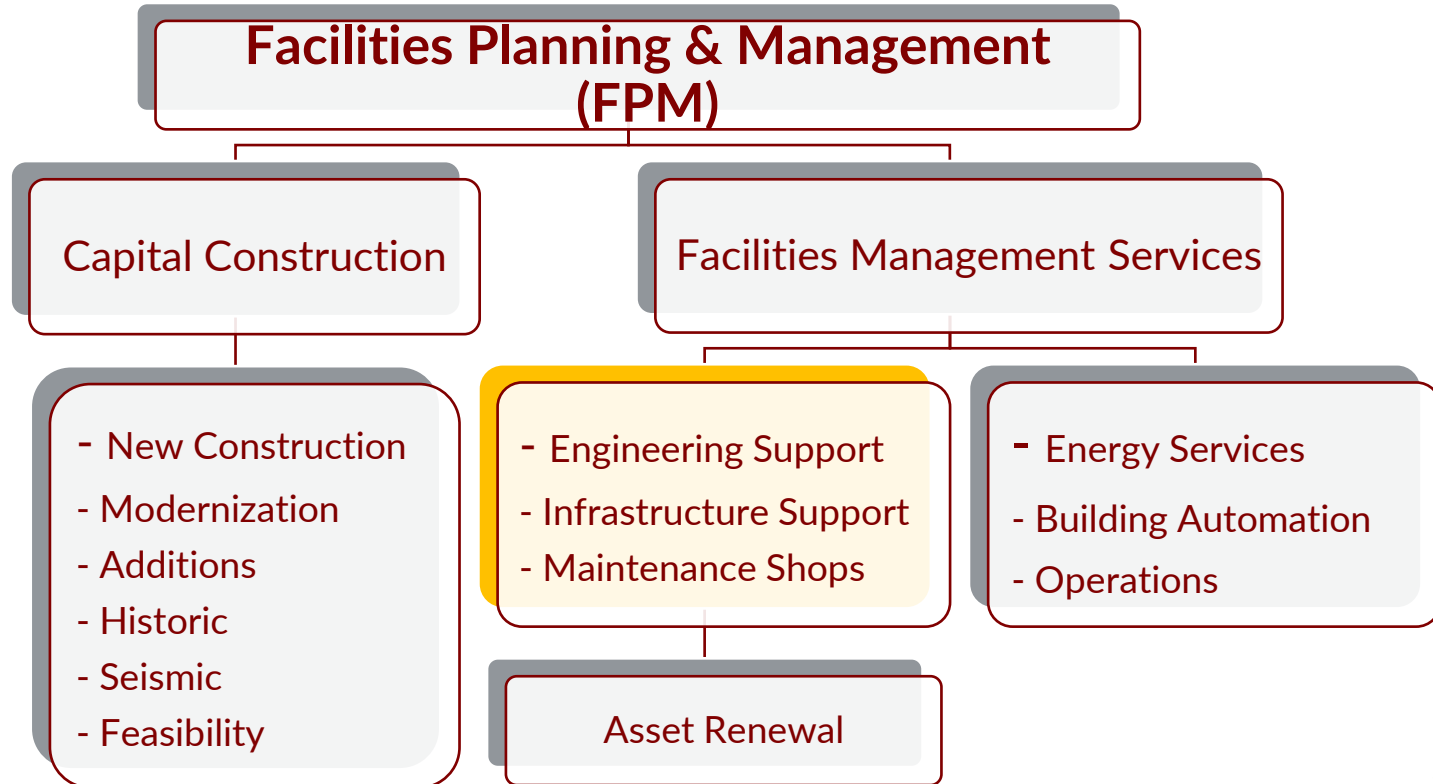 Facilities Planning & Management
(FPM)
Capital Construction
Facilities Management Services
- New Construction
- Modernization
- Additions
- Historic
- Seismic
- Feasibility
- Engineering Support
- Infrastructure Support
- Maintenance Shops
- Energy Services
- Building Automation
- Operations
Asset Renewal